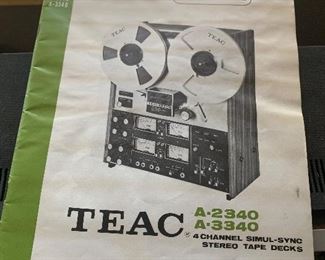 A-3340
TEAC
TEAC
TEAC
A-2340
A-3340
4 CHANNEL SIMUL-SYNC
STEREO TAPE DECKS